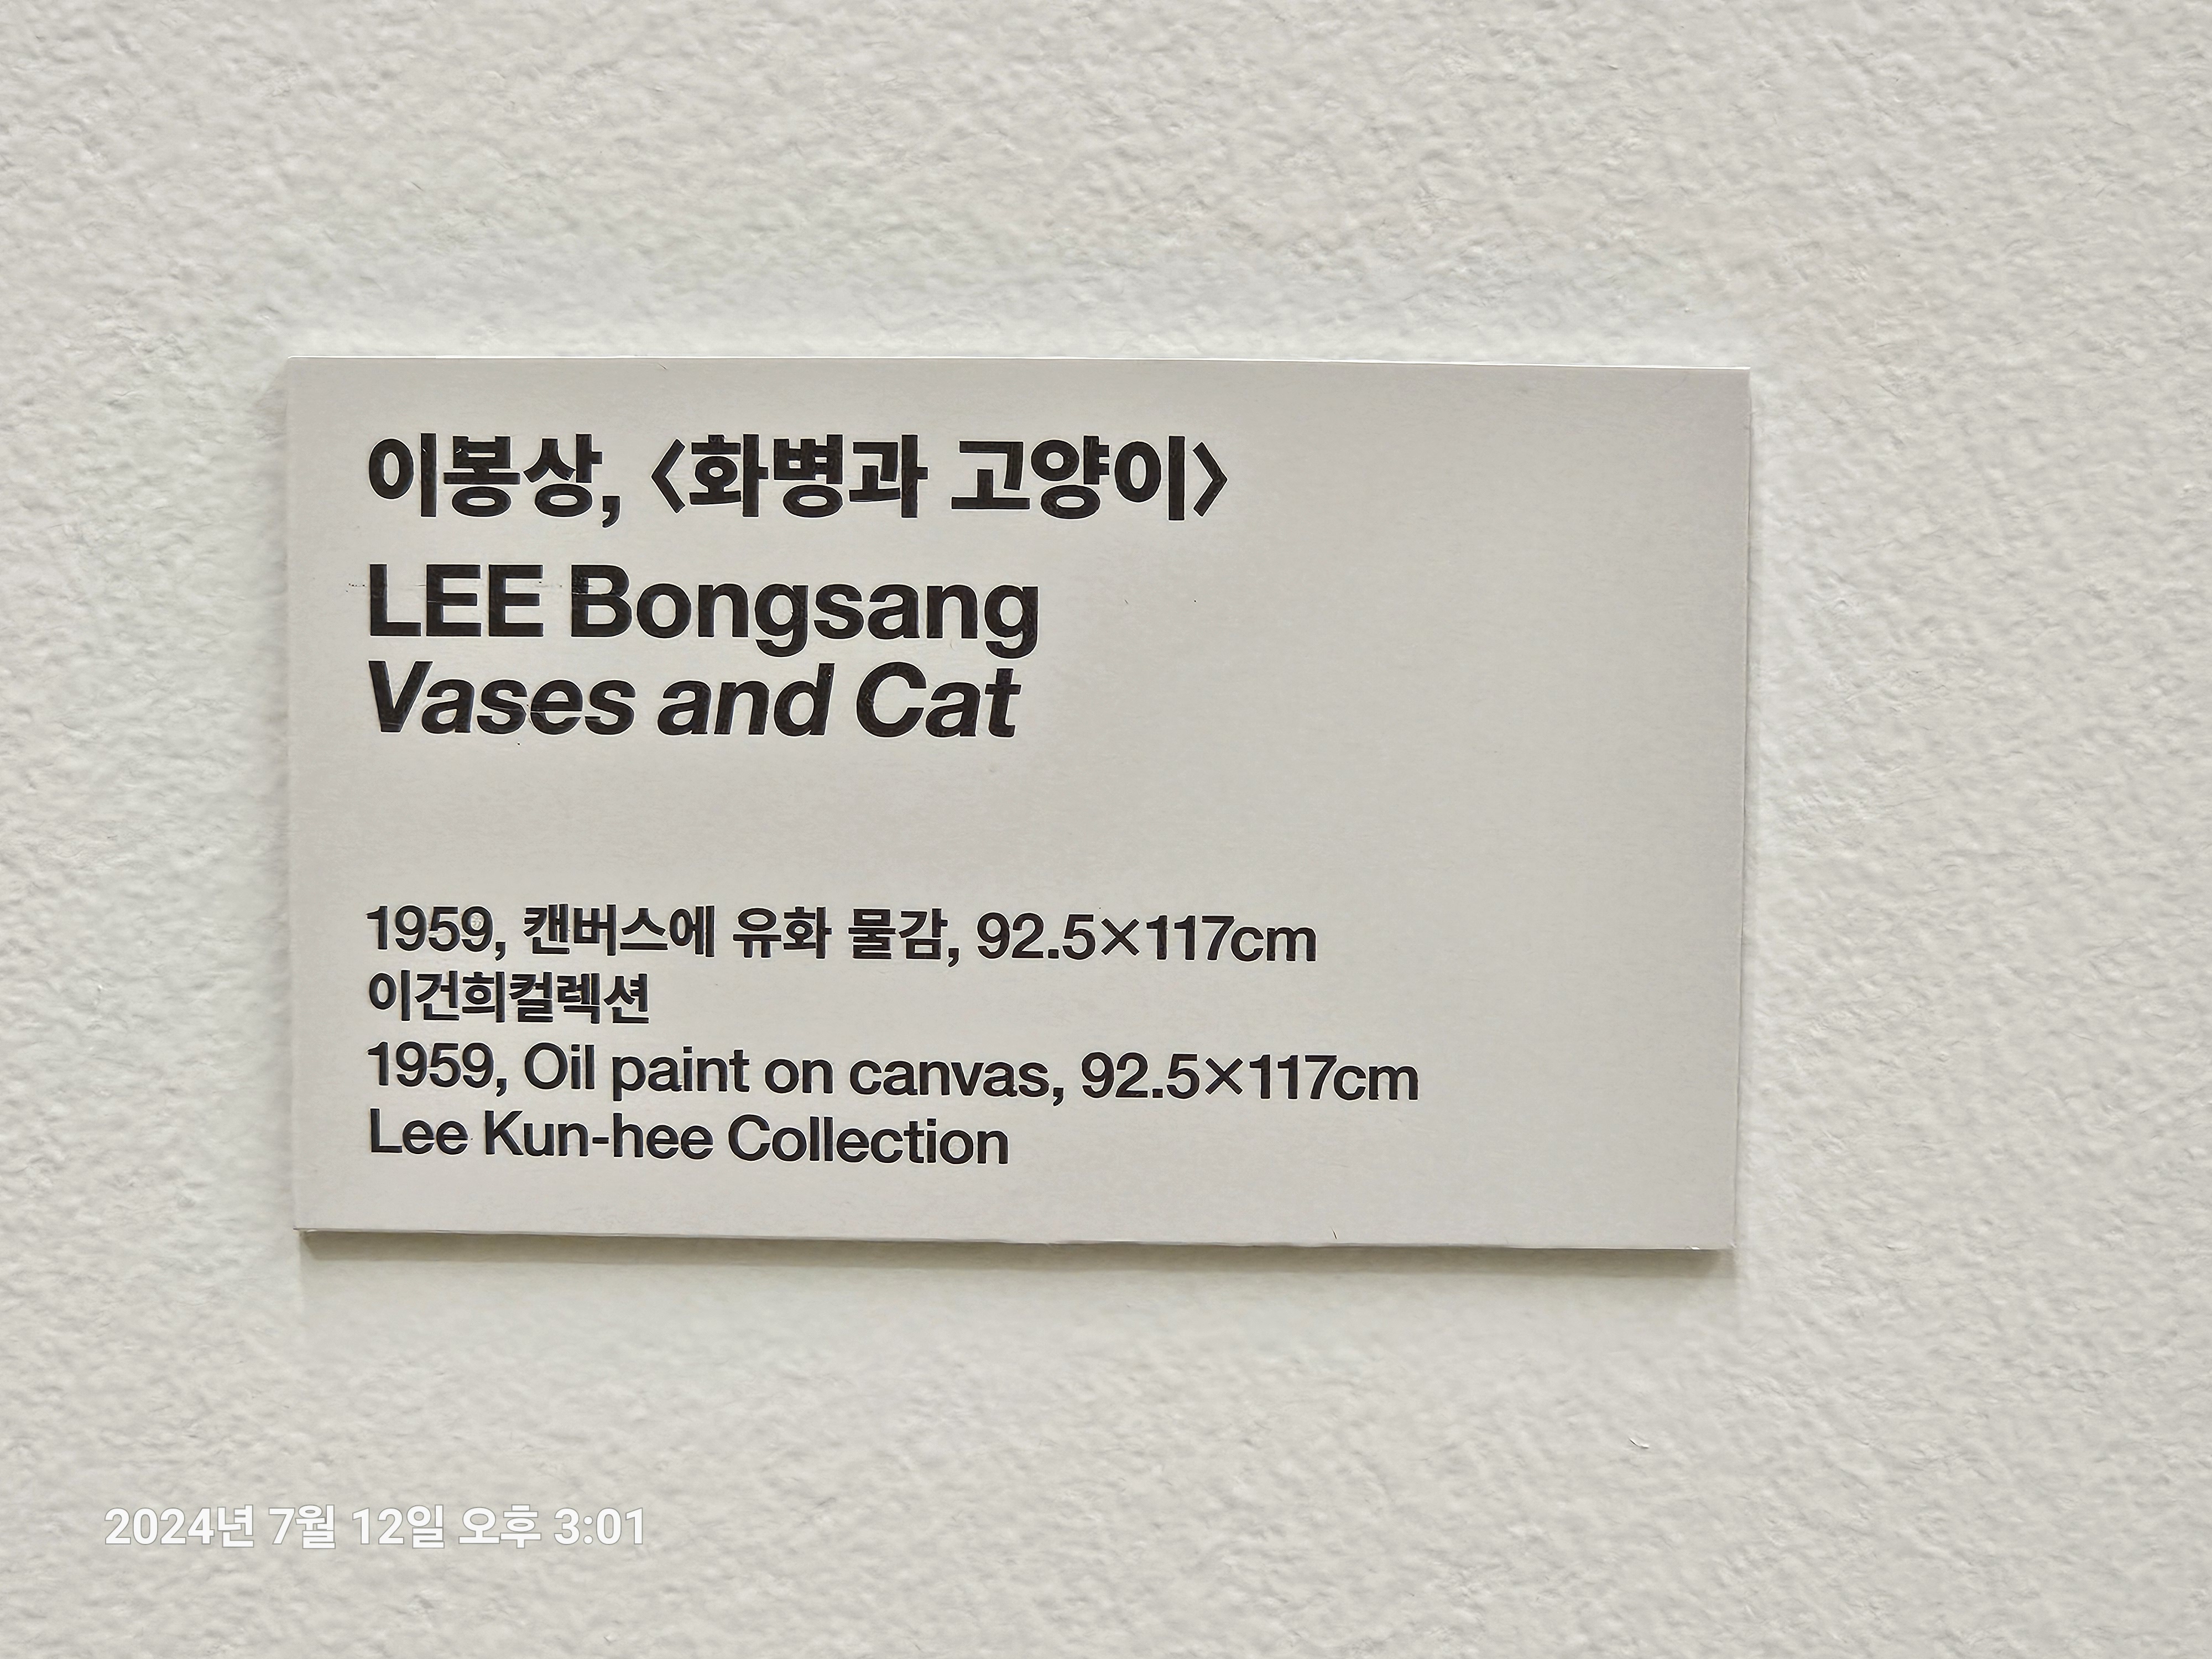 이봉상, 〈화병과 고양이〉
LEE Bongsang
Vases and Cat
1959, 캔버스에 유화 물감, 92.5×117cm
이건희컬렉션
1959, Oil paint on canvas, 92.5×117cm
Lee Kun-hee Collection
2024년 7월 12일 오후 3:01